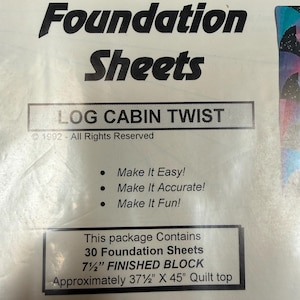 Foundation
Sheets
LOG CABIN TWIST
© 1992 - All Rights Reserved
• Make It Easy!
• Make It Accurate!
• Make It Fun!
This package Contains
30 Foundation Sheets
7½" FINISHED BLOCK
Approximately 37½" X 45" Quilt top